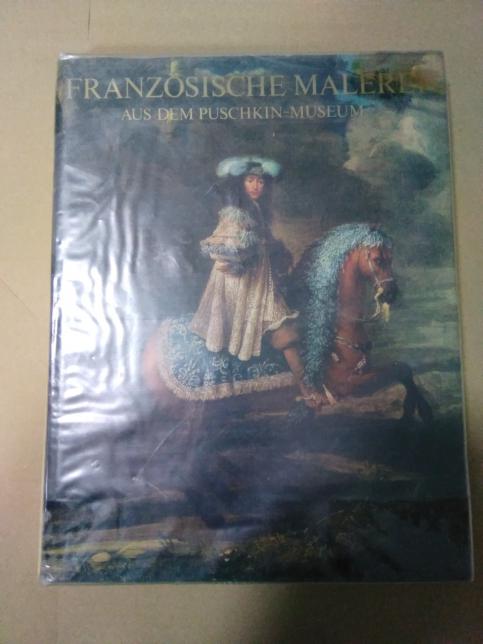 FRANZÖSISCHE MALEREI
AUS DEM PUSCHKIN-MUSEUM